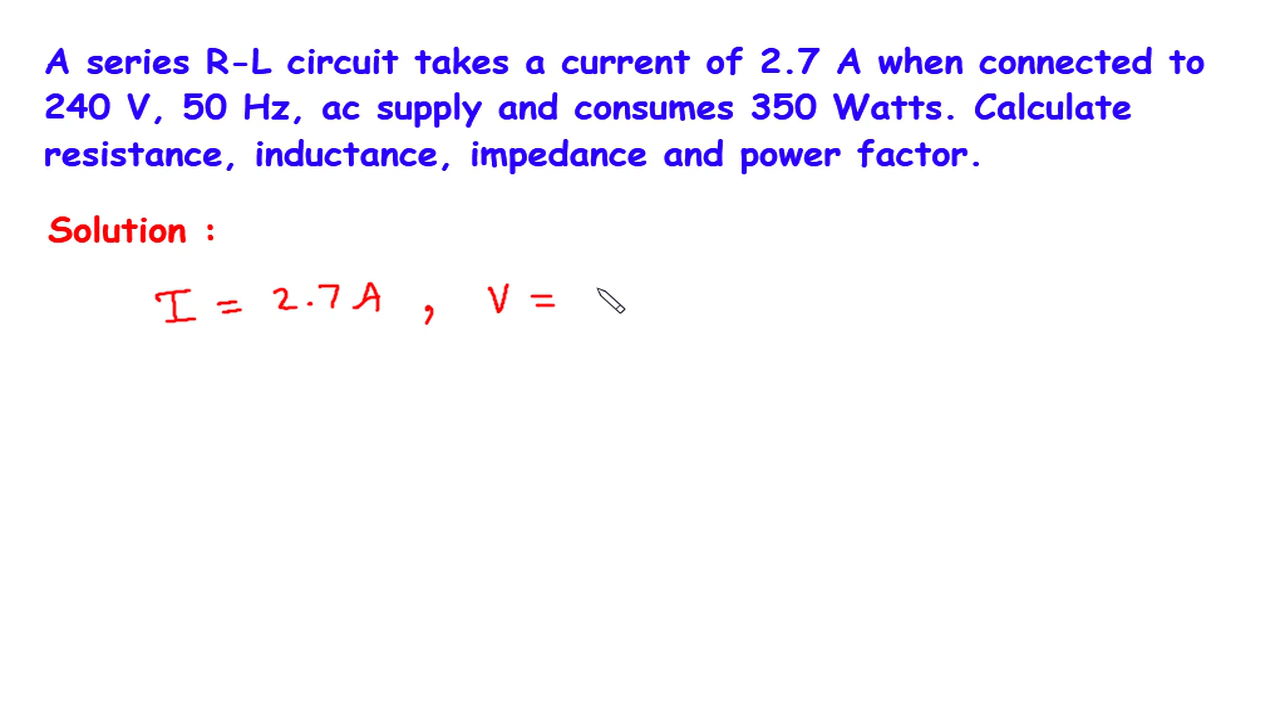 A series R-L circuit takes a current of 2.7 A when connected to
240 V, 50 Hz, ac supply and consumes 350 Watts. Calculate
resistance, inductance, impedance and power factor.
Solution :
I = 2.7 A , V =